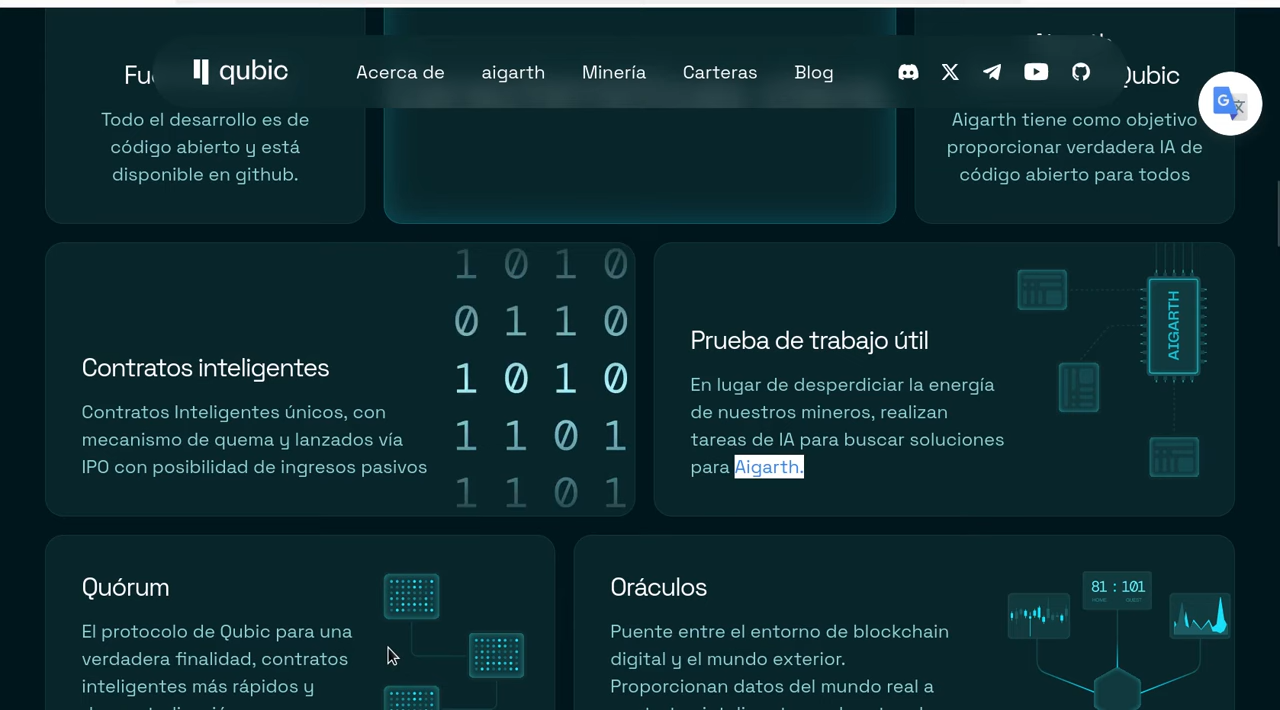 qubic
Acerca de
aigarth
Minería
Carteras
Blog
Qubic
Todo el desarrollo es de
código abierto y está
disponible en github.
Aigarth tiene como objetivo
proporcionar verdadera IA de
código abierto para todos
Contratos inteligentes
Contratos Inteligentes únicos, con
mecanismo de quema y lanzados vía
IPO con posibilidad de ingresos pasivos
1 0 1 0
0 1 1 0
1 0 1 0
1 1 0 1
1 1 0 1
Prueba de trabajo útil
En lugar de desperdiciar la energía
de nuestros mineros, realizan
tareas de IA para buscar soluciones
para Aigarth.
AIGARTH
Quórum
El protocolo de Qubic para una
verdadera finalidad, contratos
inteligentes más rápidos y
Oráculos
Puente entre el entorno de blockchain
digital y el mundo exterior.
Proporcionan datos del mundo real a
81 : 101